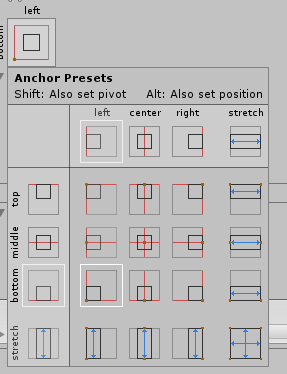 left
bottom
Anchor Presets
Shift: Also set pivot Alt: Also set position
left center right stretch
top
middle
bottom
stretch